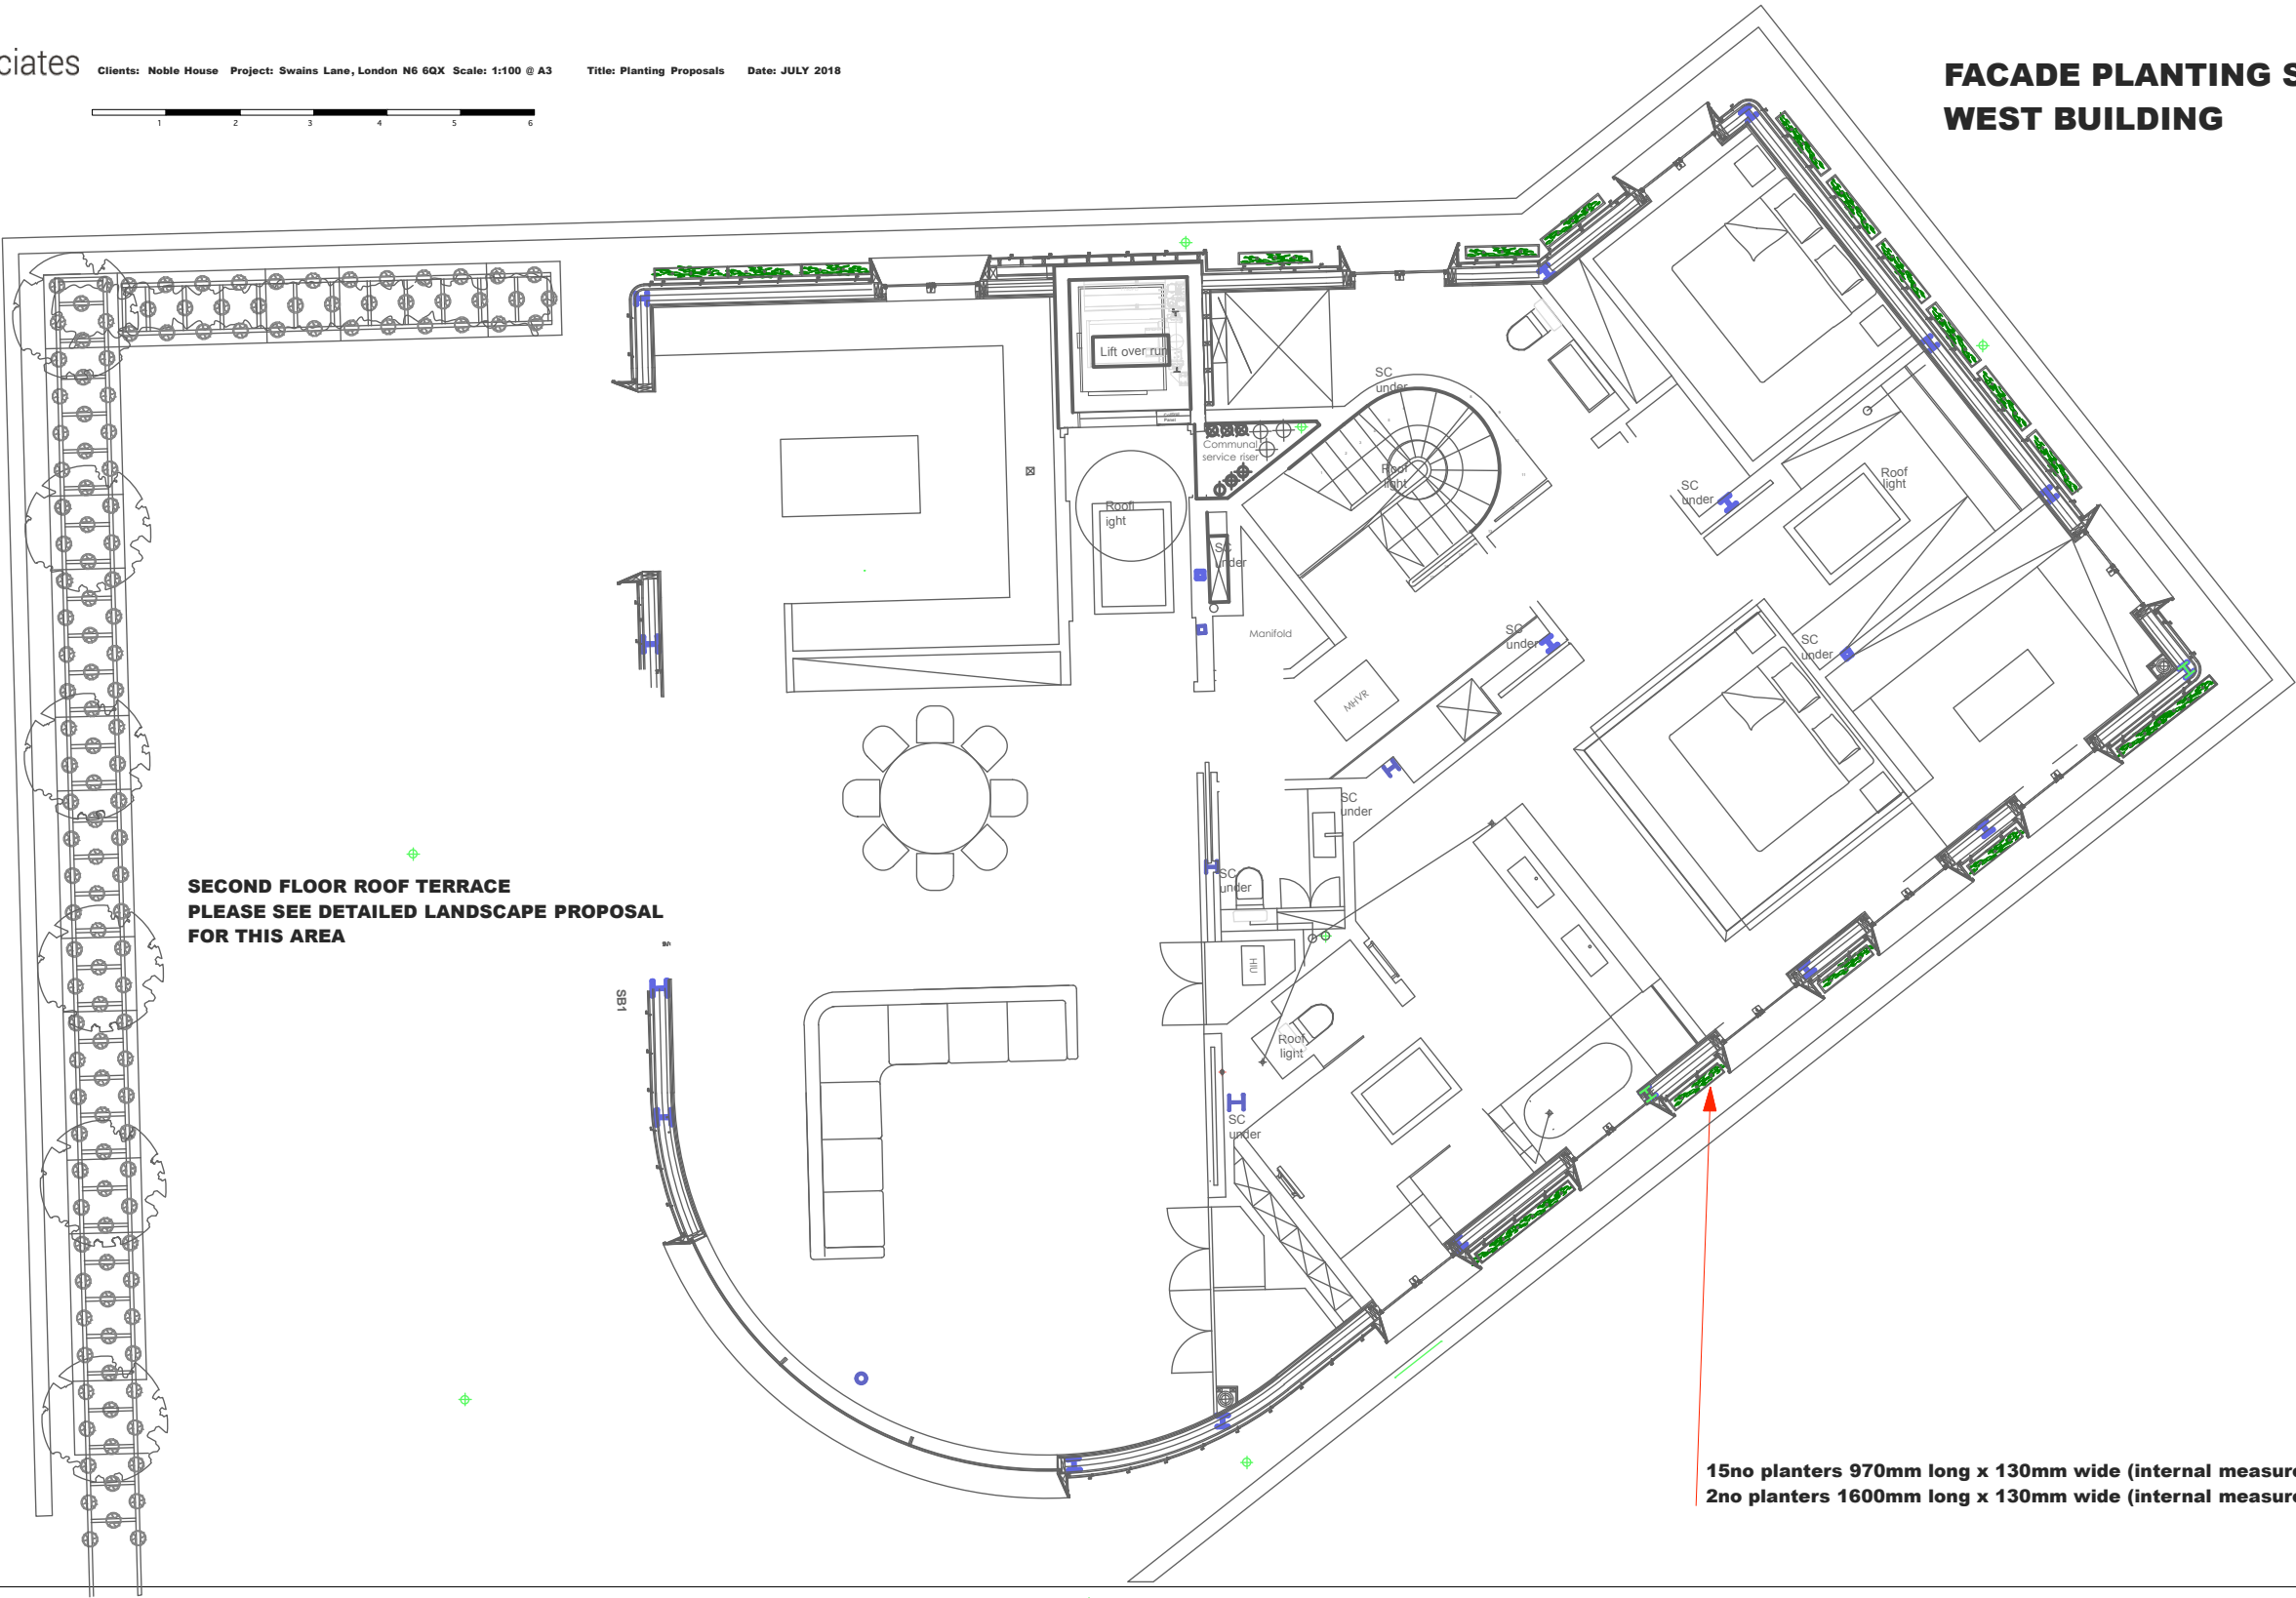 ciates
Clients: Noble House Project: Swains Lane, London N6 6QX Scale: 1:100 @ A3 Title: Planting Proposals Date: JULY 2018
1 2 3 4 5 6
FACADE PLANTING S
WEST BUILDING
Lift over run
SC
under
Communal
service riser
Roof
light
Roofl
ight
SC
under
Manifold
MHVR
SC
under
SC
under
Roof
light
SC
under
SC
under
SC
under
HIU
Roof
light
SC
under
SECOND FLOOR ROOF TERRACE
PLEASE SEE DETAILED LANDSCAPE PROPOSAL
FOR THIS AREA
SB1
15no planters 970mm long x 130mm wide (internal measure
2no planters 1600mm long x 130mm wide (internal measure